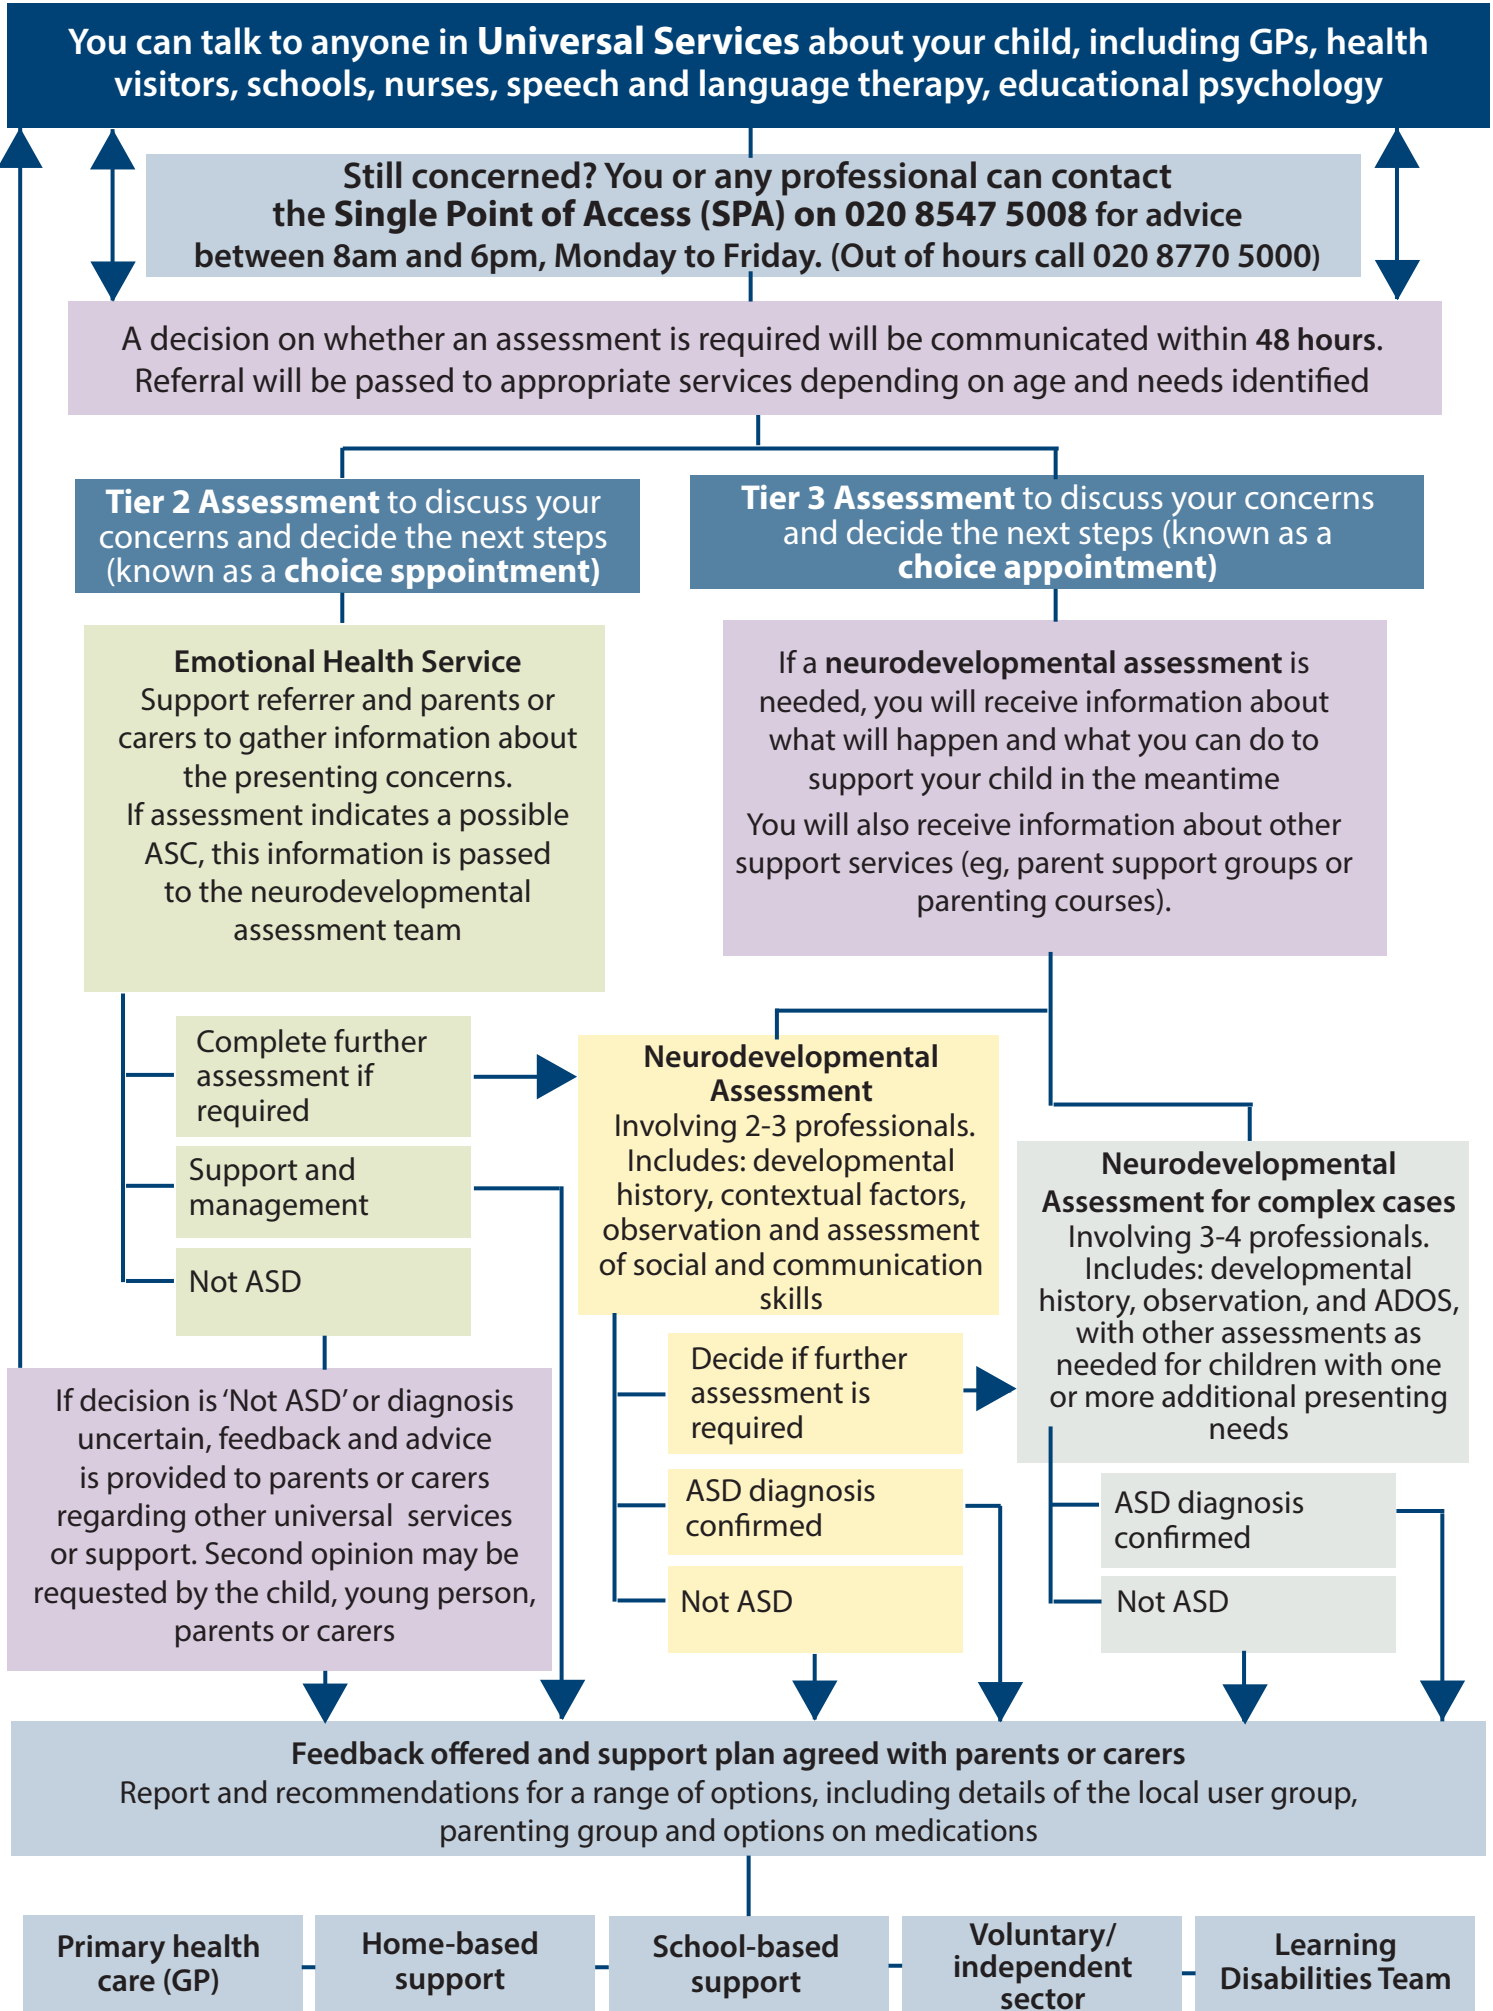 You can talk to anyone in Universal Services about your child, including GPs, health
visitors, schools, nurses, speech and language therapy, educational psychology
Still concerned? You or any professional can contact
the Single Point of Access (SPA) on 020 8547 5008 for advice
between 8am and 6pm, Monday to Friday. (Out of hours call 020 8770 5000)
A decision on whether an assessment is required will be communicated within 48 hours.
Referral will be passed to appropriate services depending on age and needs identified
Tier 2 Assessment to discuss your
concerns and decide the next steps
(known as a choice sppointment)
Tier 3 Assessment to discuss your concerns
and decide the next steps (known as a
choice appointment)
Emotional Health Service
Support referrer and parents or
carers to gather information about
the presenting concerns.
If assessment indicates a possible
ASC, this information is passed
to the neurodevelopmental
assessment team
If a neurodevelopmental assessment is
needed, you will receive information about
what will happen and what you can do to
support your child in the meantime
You will also receive information about other
support services (eg, parent support groups or
parenting courses).
Complete further
assessment if
required
Support and
management
Not ASD
Neurodevelopmental
Assessment
Involving 2-3 professionals.
Includes: developmental
history, contextual factors,
observation and assessment
of social and communication
skills
Neurodevelopmental
Assessment for complex cases
Involving 3-4 professionals.
Includes: developmental
history, observation, and ADOS,
with other assessments as
needed for children with one
or more additional presenting
needs
If decision is ‘Not ASD’ or diagnosis
uncertain, feedback and advice
is provided to parents or carers
regarding other universal services
or support. Second opinion may be
requested by the child, young person,
parents or carers
Decide if further
assessment is
required
ASD diagnosis
confirmed
Not ASD
ASD diagnosis
confirmed
Not ASD
Feedback offered and support plan agreed with parents or carers
Report and recommendations for a range of options, including details of the local user group,
parenting group and options on medications
Primary health
care (GP)
Home-based
support
School-based
support
Voluntary/
independent
sector
Learning
Disabilities Team